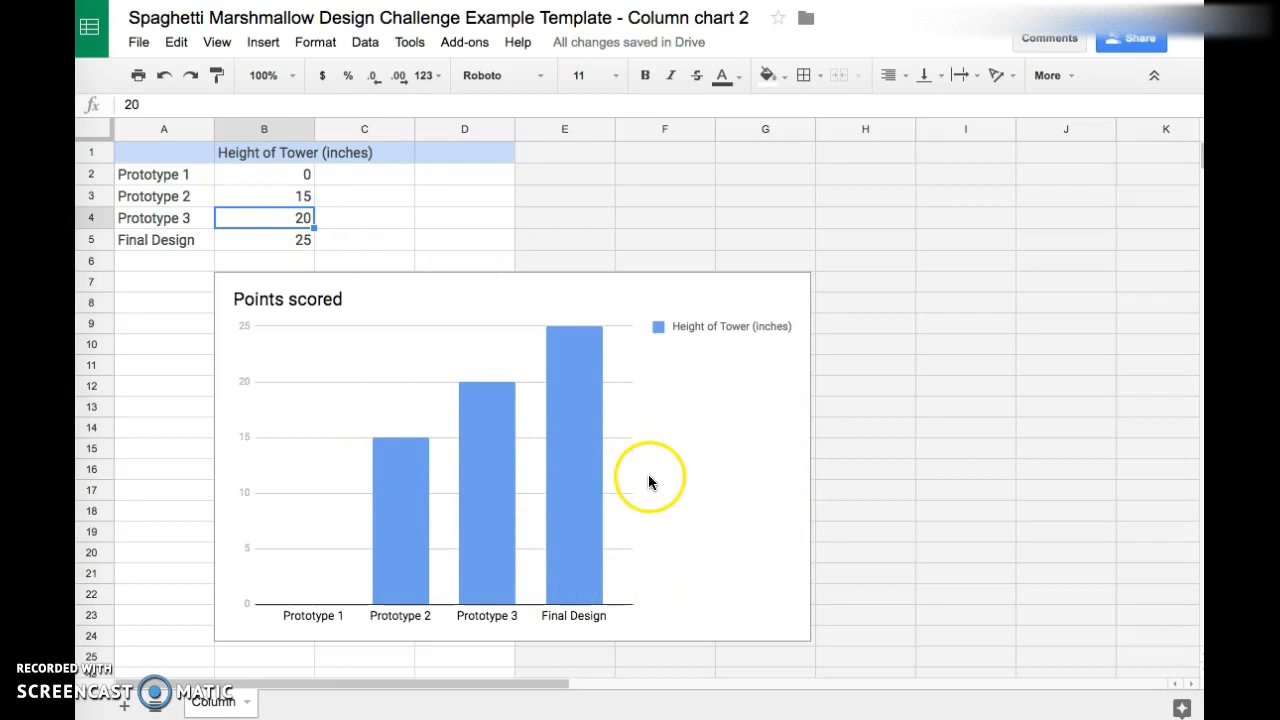 Spaghetti Marshmallow Design Challenge Example Template - Column chart 2
File Edit View Insert Format Data Tools Add-ons Help All changes saved in Drive Comments Share
100% $ % .0 .00 123 Roboto 11 B I S A More
fx 20
A B C D E F G H I J K
1 Height of Tower (inches)
2 Prototype 1 0
3 Prototype 2 15
4 Prototype 3 20
5 Final Design 25
6
7
8
9
10
11
12
13
14
15
16
17
18
19
20
21
22
23
24
25
Points scored
Height of Tower (inches)
25
20
15
10
5
0
Prototype 1 Prototype 2 Prototype 3 Final Design
RECORDED WITH
SCREENCAST MATIC
+ Column